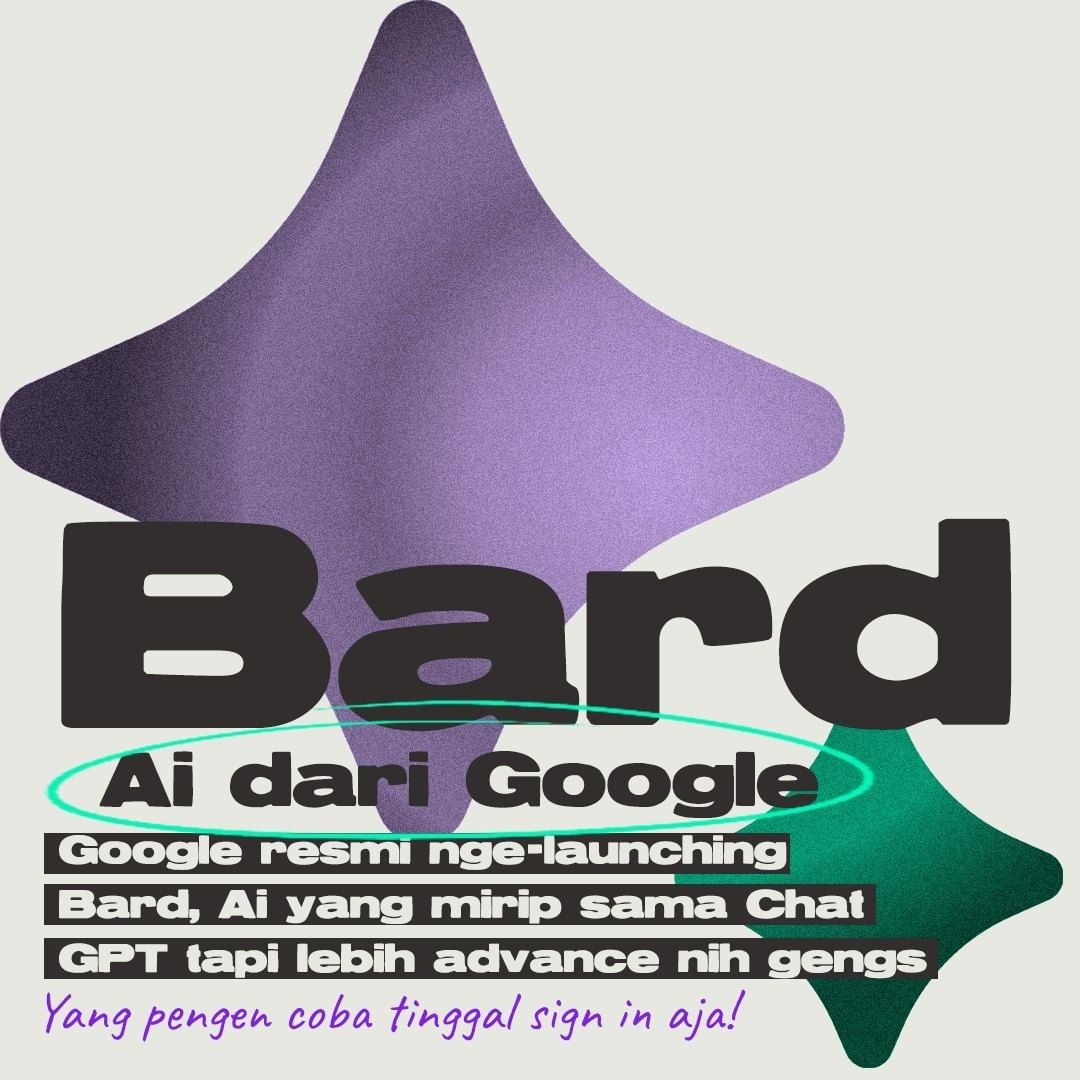 Bard
Ai dari Google
Google resmi nge-launching
Bard, Ai yang mirip sama Chat
GPT tapi lebih advance nih gengs
Yang pengen coba tinggal sign in aja!